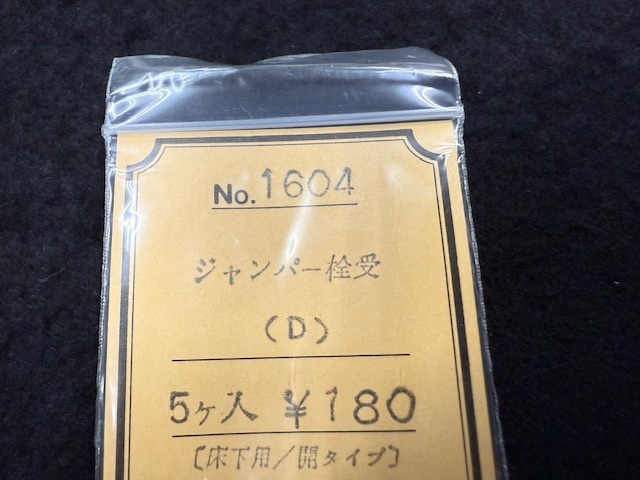 No.1604
ジャンパー栓受
(D)
5ヶ入 ¥180
[床下用/開タイプ]